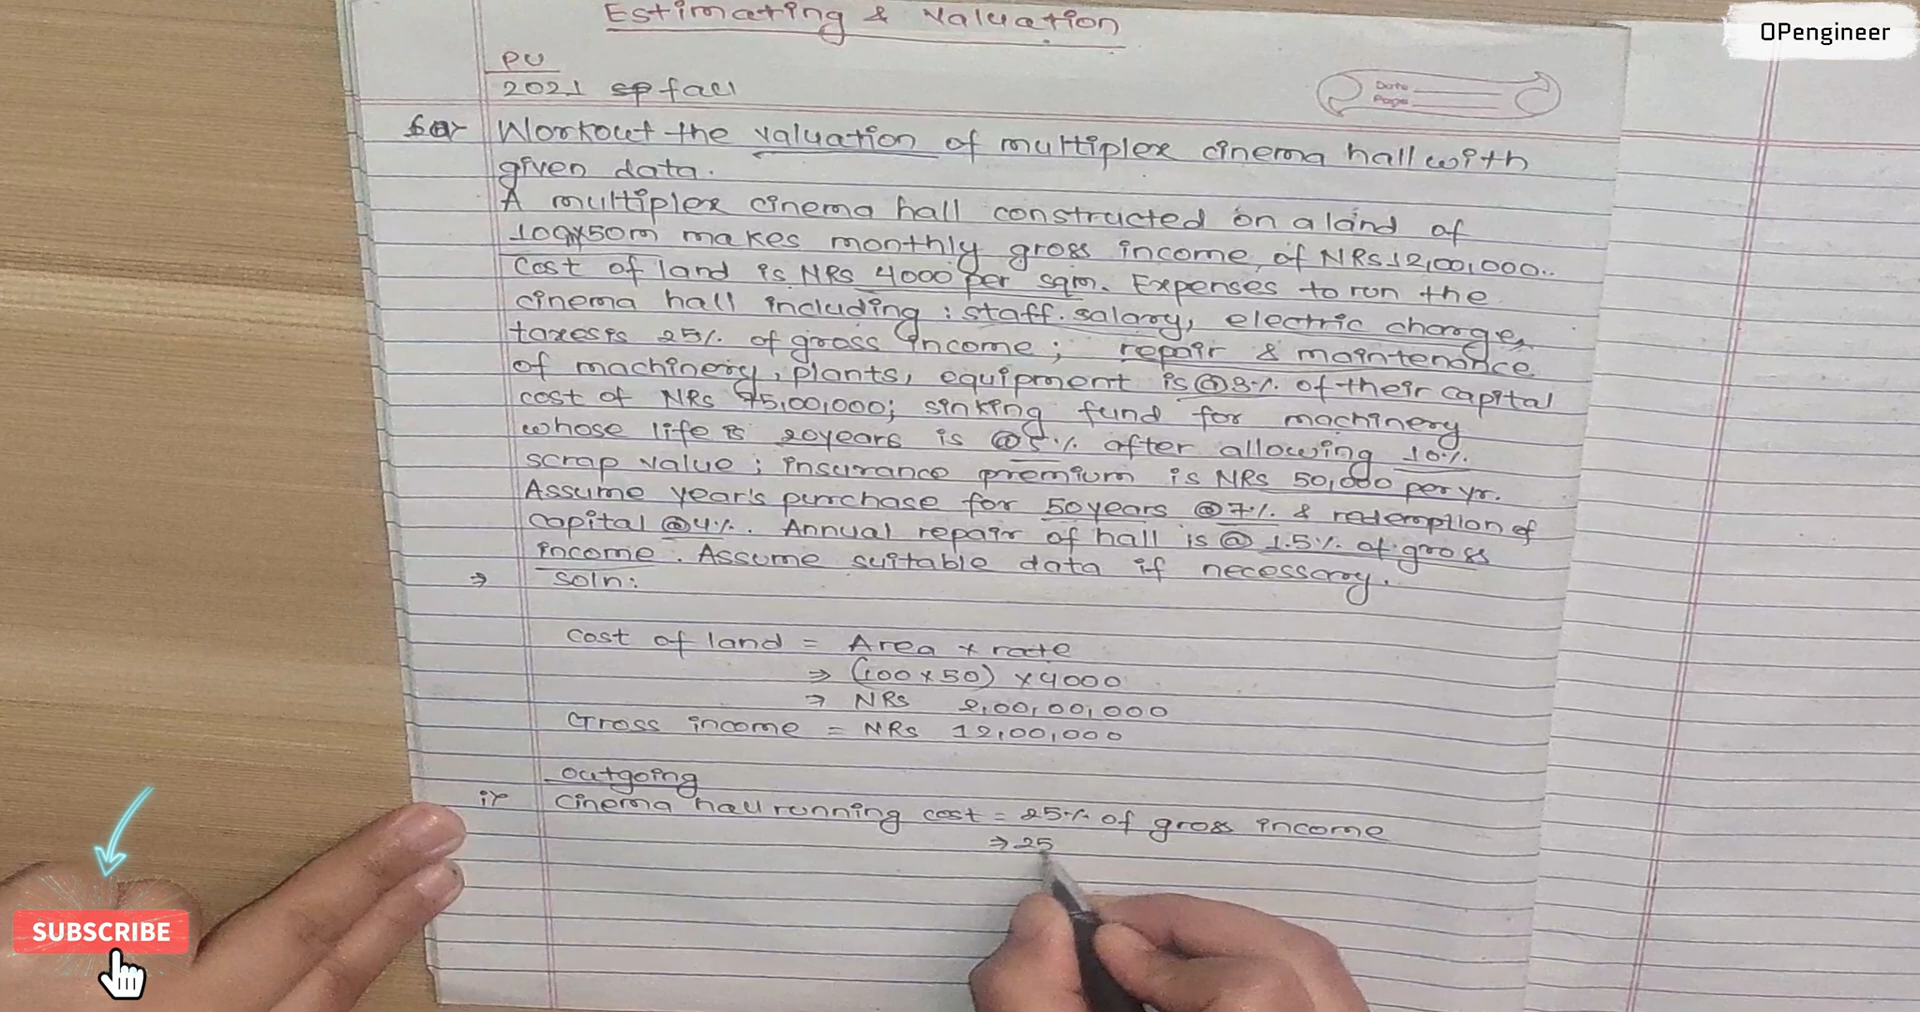 Estimating & Valuation
OPengineer
PU
2021 sp fall
Date
Page
6a> Workout the valuation of multiplex cinema hall with
given data.
A multiplex cinema hall constructed on a land of
100x50m makes monthly gross income of NRs 12,00,000..
Cost of land is NRs 4000 per sqm. Expenses to run the
cinema hall including : staff salary, electric charge,
taxes is 25% of gross income; repair & maintenance
of machinery, plants, equipment is @ 3% of their capital
cost of NRs 75,00,000; sinking fund for machinery
whose life is 20years is @5% after allowing 10%
scrap value ; insurance premium is NRs 50,000 per yr.
Assume year's purchase for 50years @7% & redemption of
capital @4%. Annual repair of hall is @ 1.5% of gross
income. Assume suitable data if necessary.
⇒ Soln:
Cost of land = Area x rate
⇒ (100x50) x4000
⇒ NRs 2,00,00,000
Gross income = NRs 12,00,000
Outgoing
i> Cinema hall running cost = 25% of gross income
⇒ 25
SUBSCRIBE